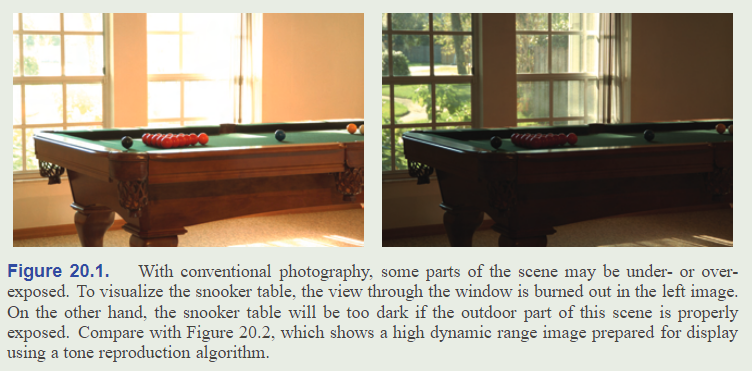 Figure 20.1. With conventional photography, some parts of the scene may be under- or over-
exposed. To visualize the snooker table, the view through the window is burned out in the left image.
On the other hand, the snooker table will be too dark if the outdoor part of this scene is properly
exposed. Compare with Figure 20.2, which shows a high dynamic range image prepared for display
using a tone reproduction algorithm.